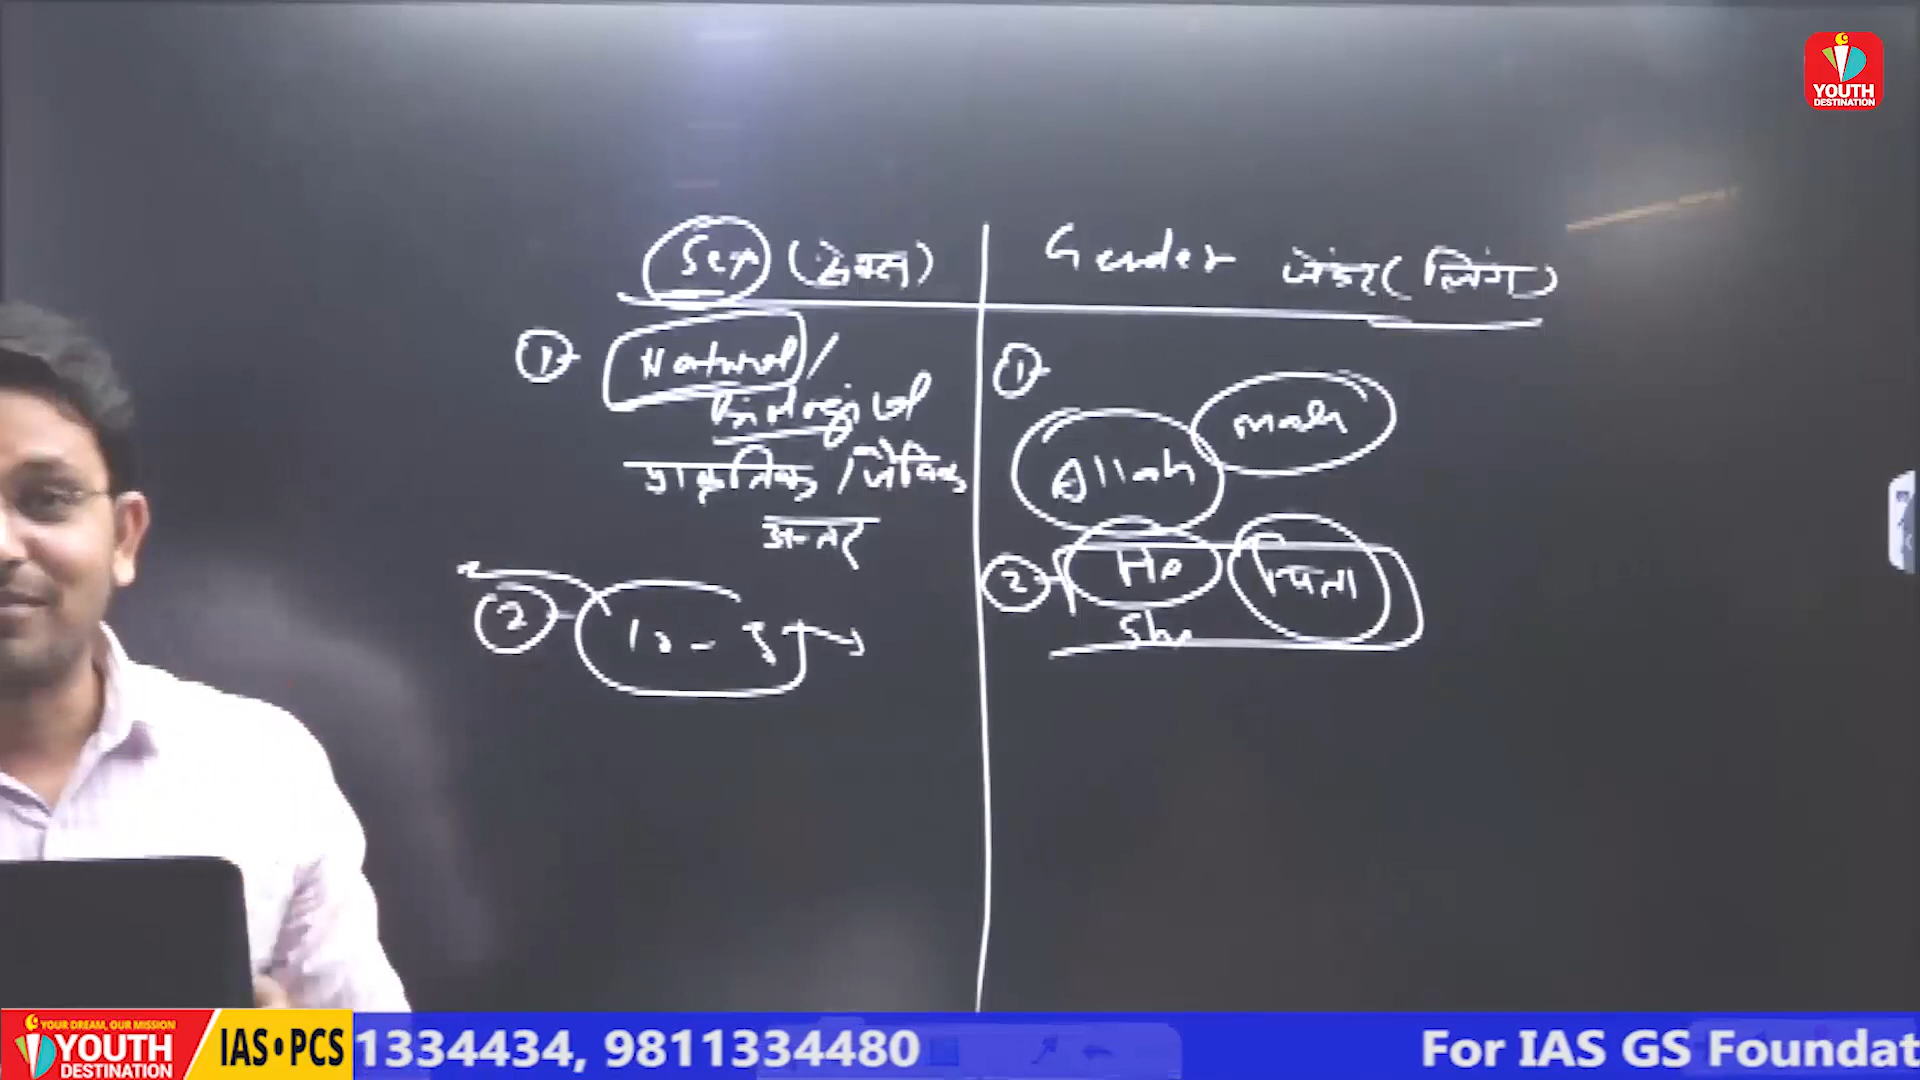 YOUTH
DESTINATION
Sex (सेक्स)
Gender जेंडर (लिंग)
① Natural/
Biological
प्राकृतिक/जैविक
अन्तर
①
male
Allah
② He पिता
She
②
YOUR DREAM, OUR MISSION
YOUTH
DESTINATION
IAS•PCS
1334434, 9811334480
For IAS GS Foundat